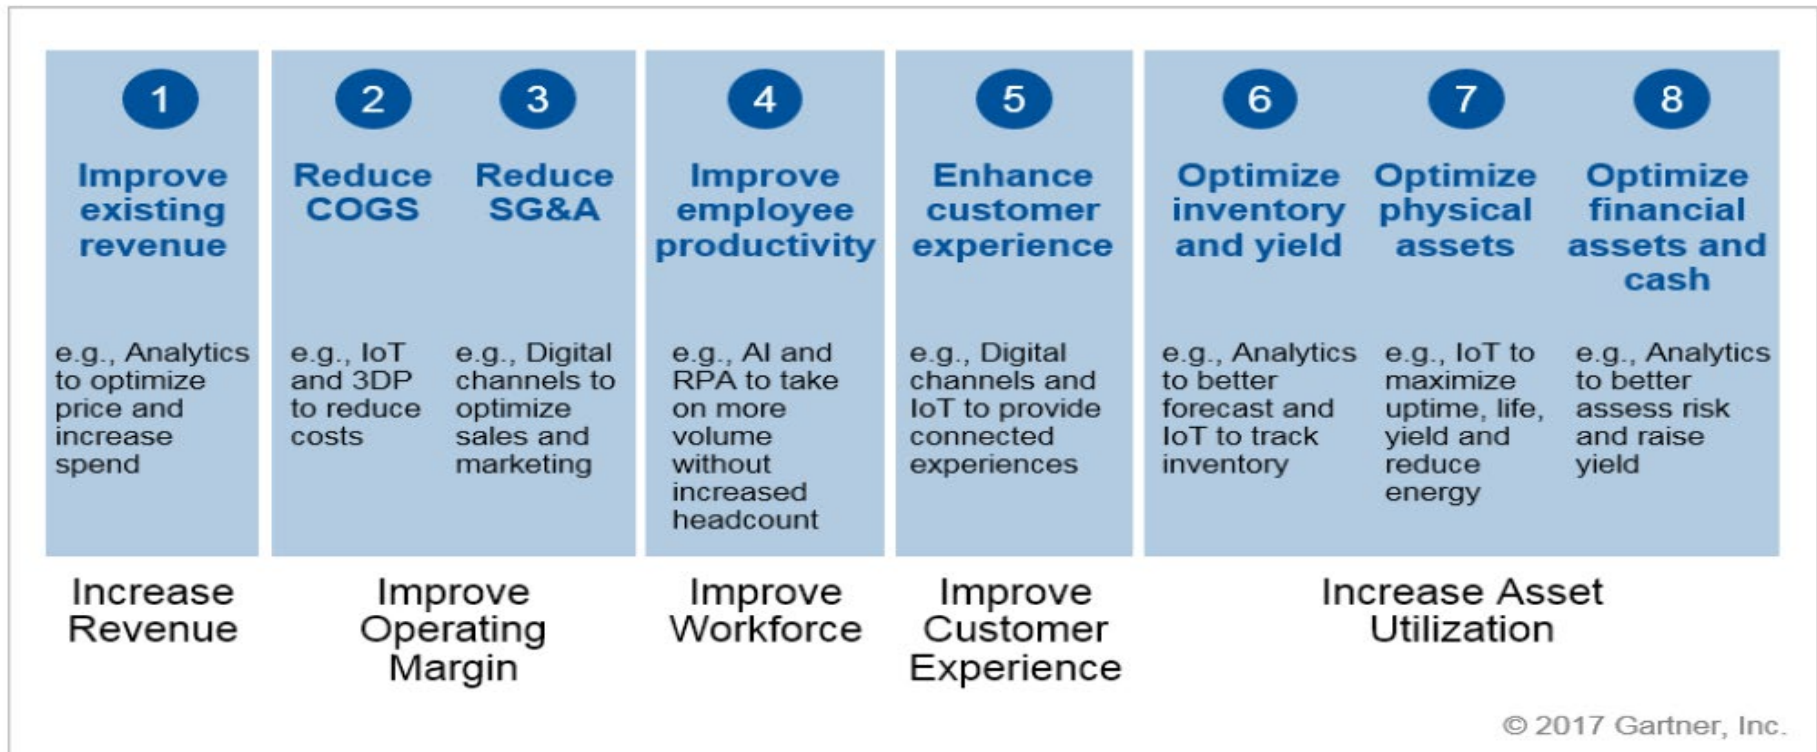 1
Improve
existing
revenue
e.g., Analytics
to optimize
price and
increase
spend
2
Reduce
COGS
e.g., IoT
and 3DP
to reduce
costs
3
Reduce
SG&A
e.g., Digital
channels to
optimize
sales and
marketing
4
Improve
employee
productivity
e.g., AI and
RPA to take
on more
volume
without
increased
headcount
5
Enhance
customer
experience
e.g., Digital
channels and
IoT to provide
connected
experiences
6
Optimize
inventory
and yield
e.g., Analytics
to better
forecast and
IoT to track
inventory
7
Optimize
physical
assets
e.g., IoT to
maximize
uptime, life,
yield and
reduce
energy
8
Optimize
financial
assets and
cash
e.g., Analytics
to better
assess risk
and raise
yield
Increase
Revenue
Improve
Operating
Margin
Improve
Workforce
Improve
Customer
Experience
Increase Asset
Utilization
© 2017 Gartner, Inc.